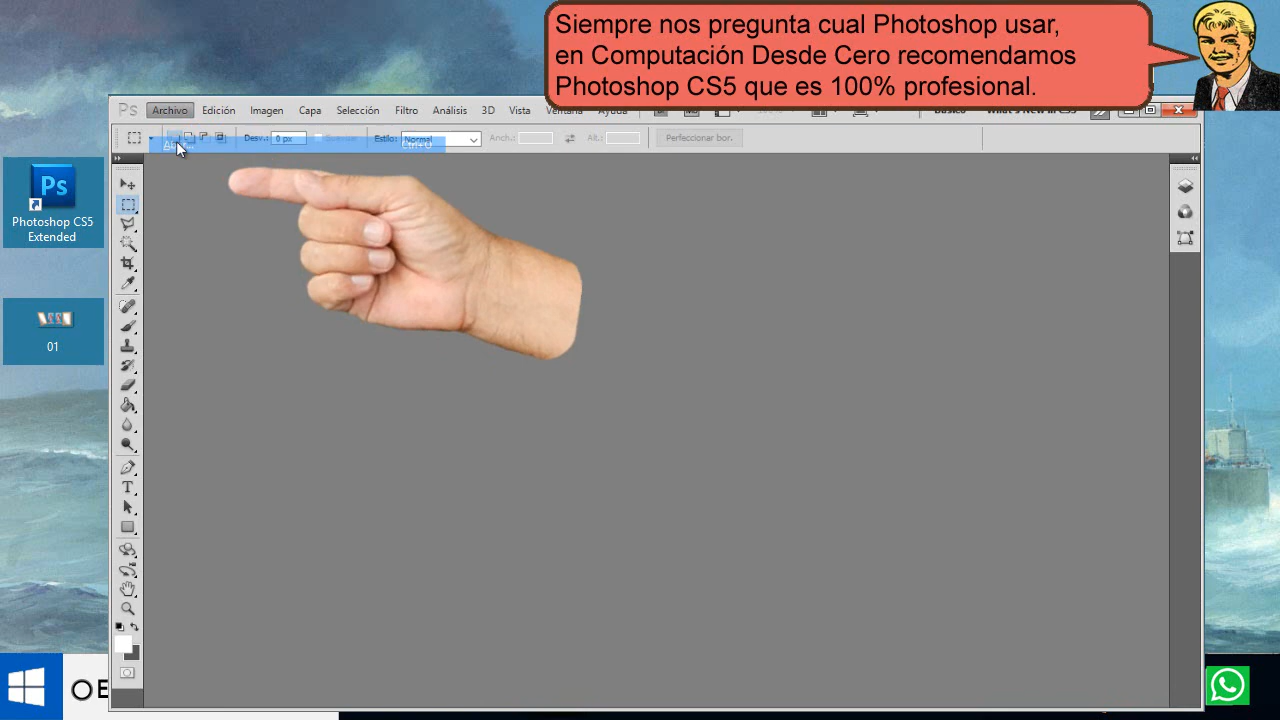 Siempre nos pregunta cual Photoshop usar,
en Computación Desde Cero recomendamos
Photoshop CS5 que es 100% profesional.
Ps Archivo Edición Imagen Capa Selección Filtro Análisis 3D Vista Ventana Ayuda
Desv.: 0 px Estilo: Normal Anch.: Alt.: Perfeccionar bor.
Ctrl+O
Ps
Photoshop CS5
Extended
01
T